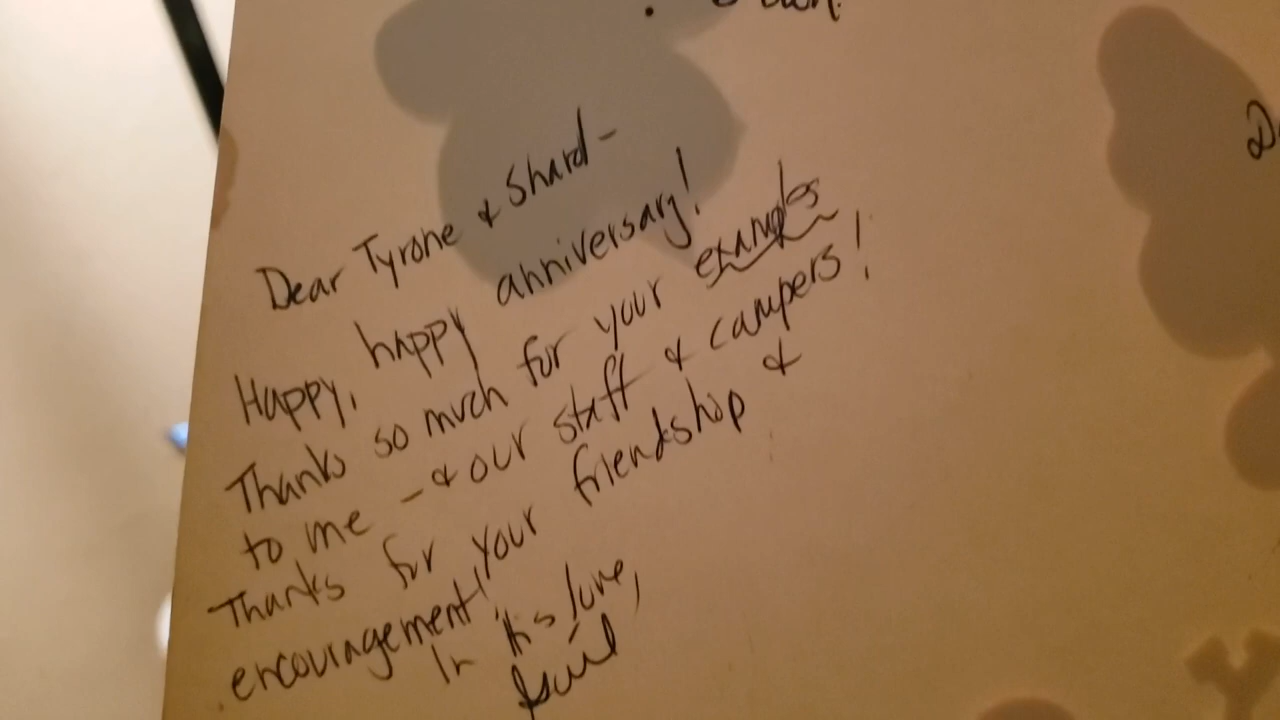 Dear Tyrone & Shard -
Happy, happy anniversary!
Thanks so much for your examples
to me - & our staff & campers!
Thanks for your friendship &
encouragement!
In His love,